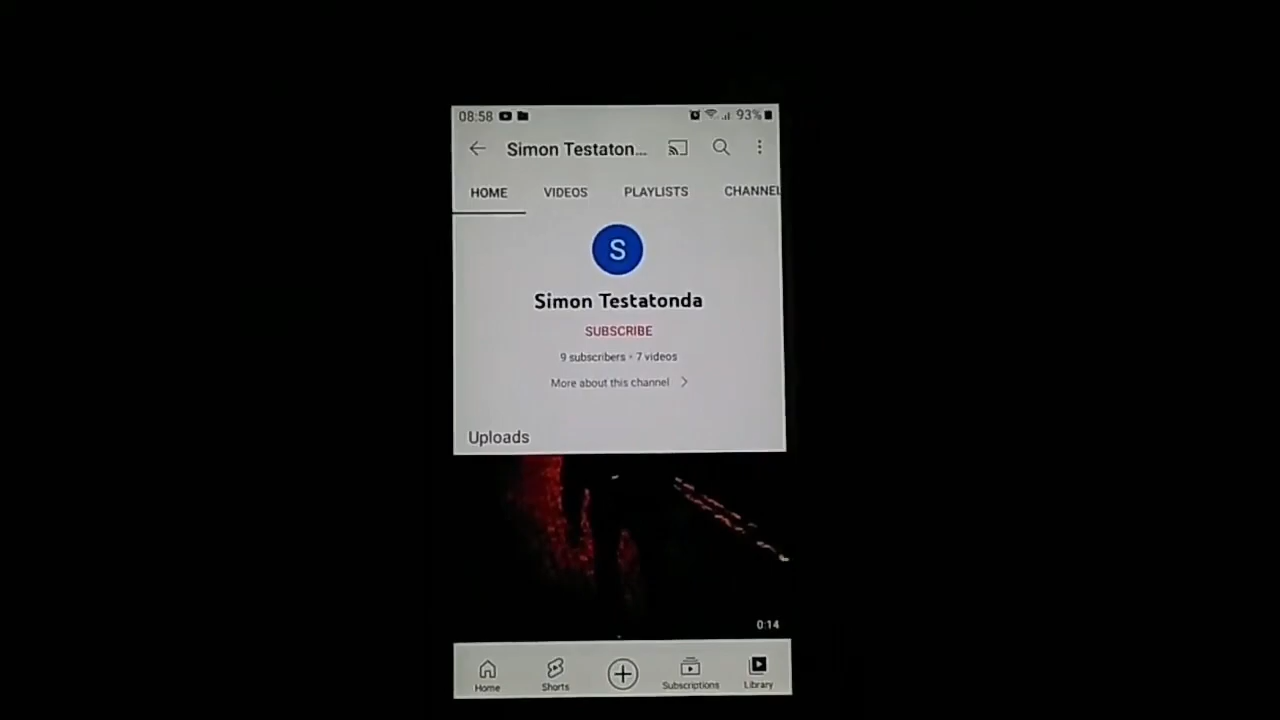 08:58 93%
Simon Testaton...
HOME VIDEOS PLAYLISTS CHANNEL
S
Simon Testatonda
SUBSCRIBE
9 subscribers • 7 videos
More about this channel
Uploads
0:14
Home Shorts Subscriptions Library